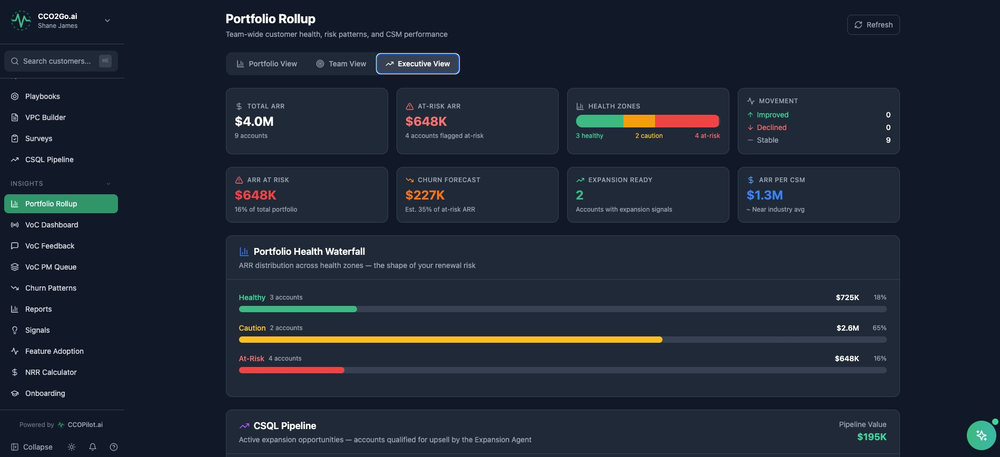 CCO2Go.ai
Shane James
Search customers... ⌘K
Playbooks
VPC Builder
Surveys
CSQL Pipeline
INSIGHTS
Portfolio Rollup
VoC Dashboard
VoC Feedback
VoC PM Queue
Churn Patterns
Reports
Signals
Feature Adoption
NRR Calculator
Onboarding
Powered by CCOPilot.ai
Collapse
Portfolio Rollup
Team-wide customer health, risk patterns, and CSM performance
Refresh
Portfolio View Team View Executive View
TOTAL ARR
$4.0M
9 accounts
AT-RISK ARR
$648K
4 accounts flagged at-risk
HEALTH ZONES
3 healthy 2 caution 4 at-risk
MOVEMENT
↑ Improved 0
↓ Declined 0
— Stable 9
ARR AT RISK
$648K
16% of total portfolio
CHURN FORECAST
$227K
Est. 35% of at-risk ARR
EXPANSION READY
2
Accounts with expansion signals
ARR PER CSM
$1.3M
~ Near industry avg
Portfolio Health Waterfall
ARR distribution across health zones — the shape of your renewal risk
Healthy 3 accounts $725K 18%
Caution 2 accounts $2.6M 65%
At-Risk 4 accounts $648K 16%
CSQL Pipeline
Active expansion opportunities — accounts qualified for upsell by the Expansion Agent
Pipeline Value
$195K